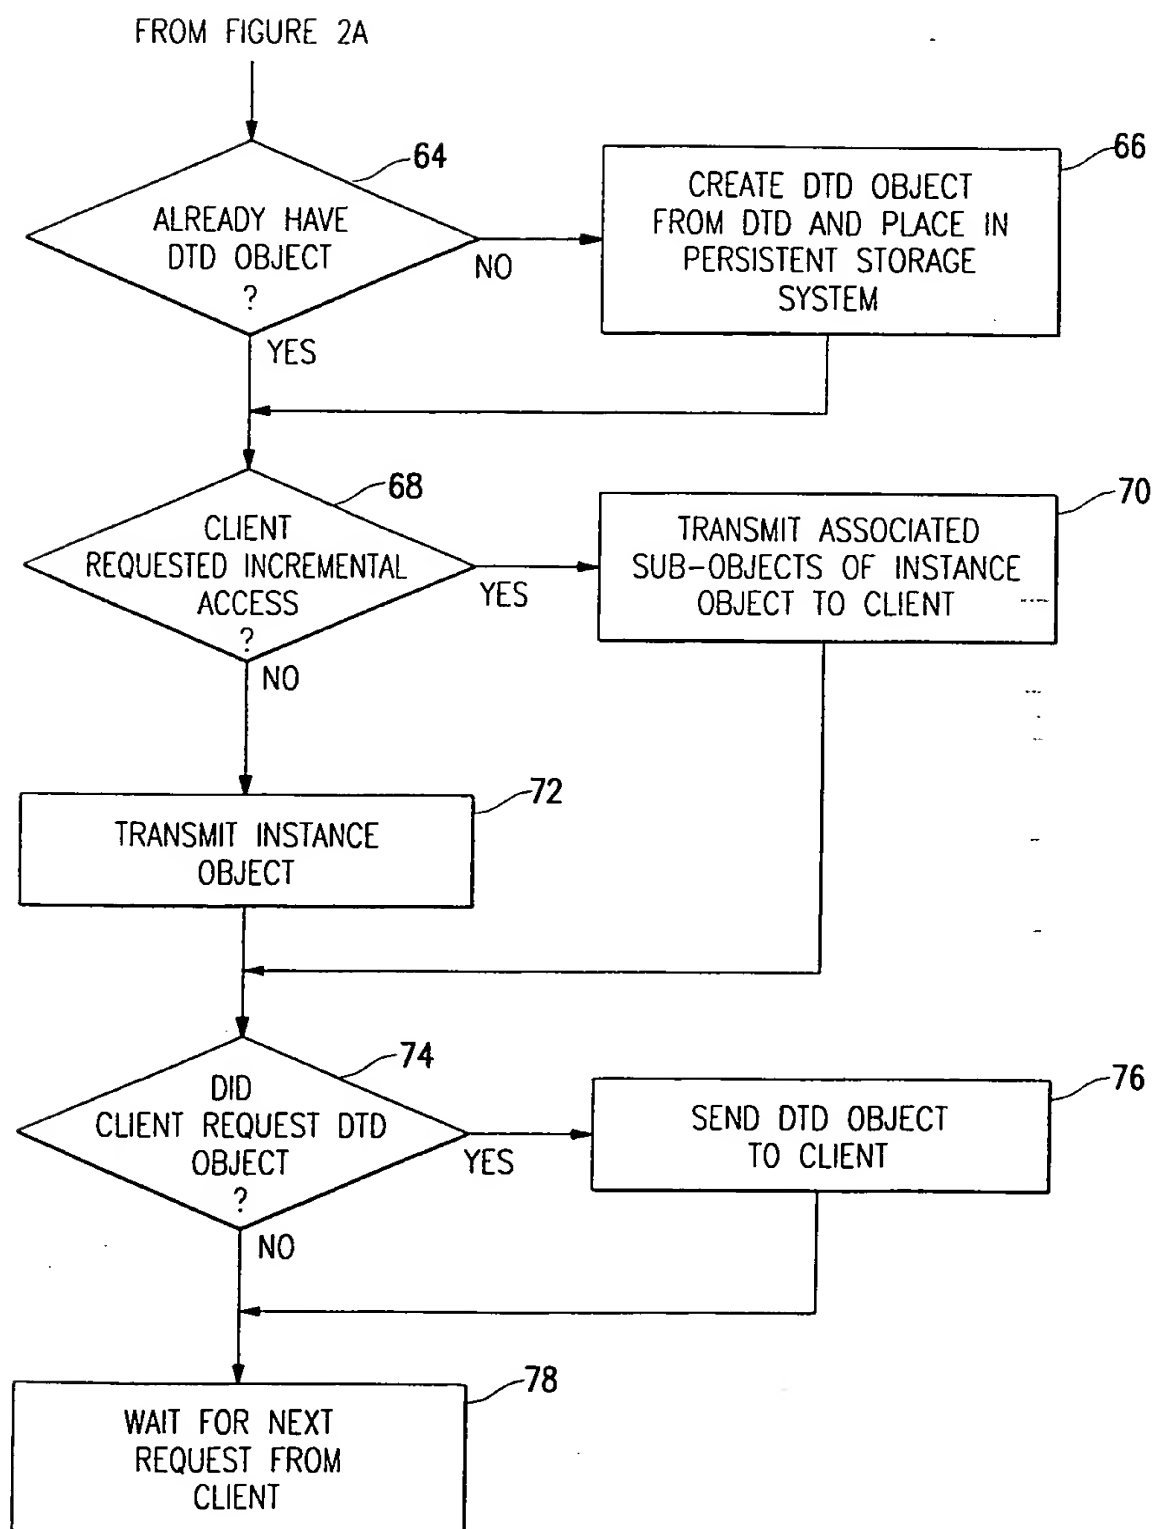 FROM FIGURE 2A
64
ALREADY HAVE
DTD OBJECT
?
NO
YES
66
CREATE DTD OBJECT
FROM DTD AND PLACE IN
PERSISTENT STORAGE
SYSTEM
68
CLIENT
REQUESTED INCREMENTAL
ACCESS
?
YES
NO
70
TRANSMIT ASSOCIATED
SUB-OBJECTS OF INSTANCE
OBJECT TO CLIENT
72
TRANSMIT INSTANCE
OBJECT
74
DID
CLIENT REQUEST DTD
OBJECT
?
YES
NO
76
SEND DTD OBJECT
TO CLIENT
78
WAIT FOR NEXT
REQUEST FROM
CLIENT